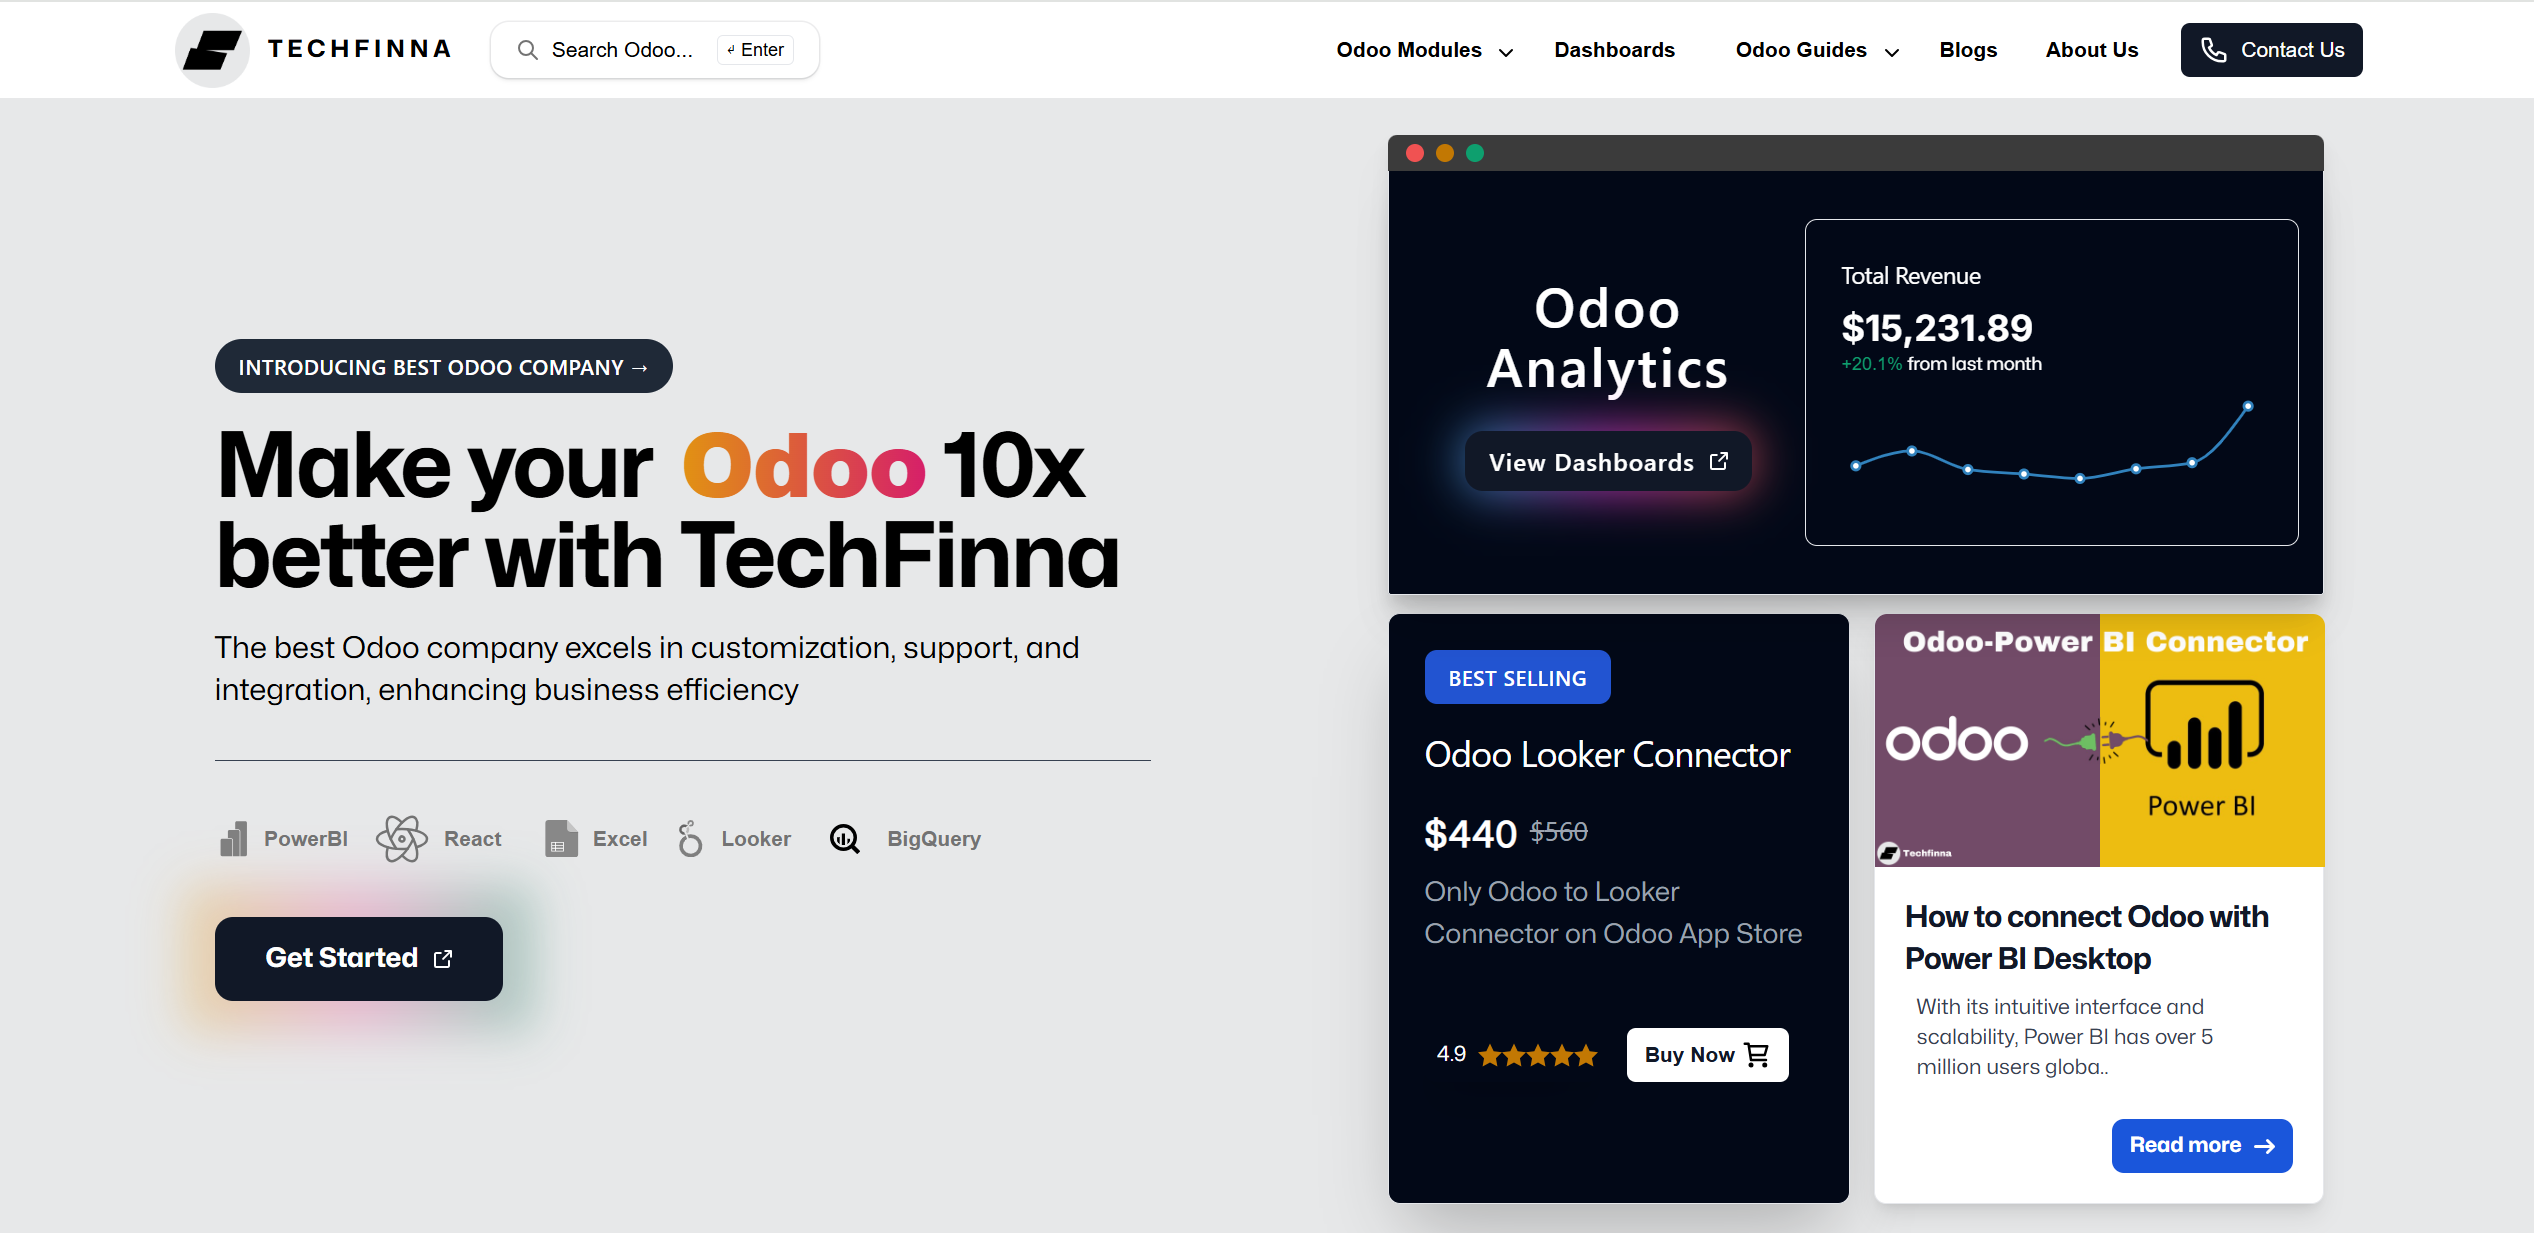 TECHFINNA
Search Odoo...
↲ Enter
Odoo Modules
Dashboards
Odoo Guides
Blogs
About Us
Contact Us
INTRODUCING BEST ODOO COMPANY →
Make your Odoo 10x
better with TechFinna
The best Odoo company excels in customization, support, and
integration, enhancing business efficiency
PowerBI
React
Excel
Looker
BigQuery
Get Started
Odoo
Analytics
View Dashboards
Total Revenue
$15,231.89
+20.1% from last month
BEST SELLING
Odoo Looker Connector
$440 $560
Only Odoo to Looker
Connector on Odoo App Store
4.9
Buy Now
Odoo-Power BI Connector
odoo
Power BI
Techfinna
How to connect Odoo with
Power BI Desktop
With its intuitive interface and
scalability, Power BI has over 5
million users globa..
Read more →